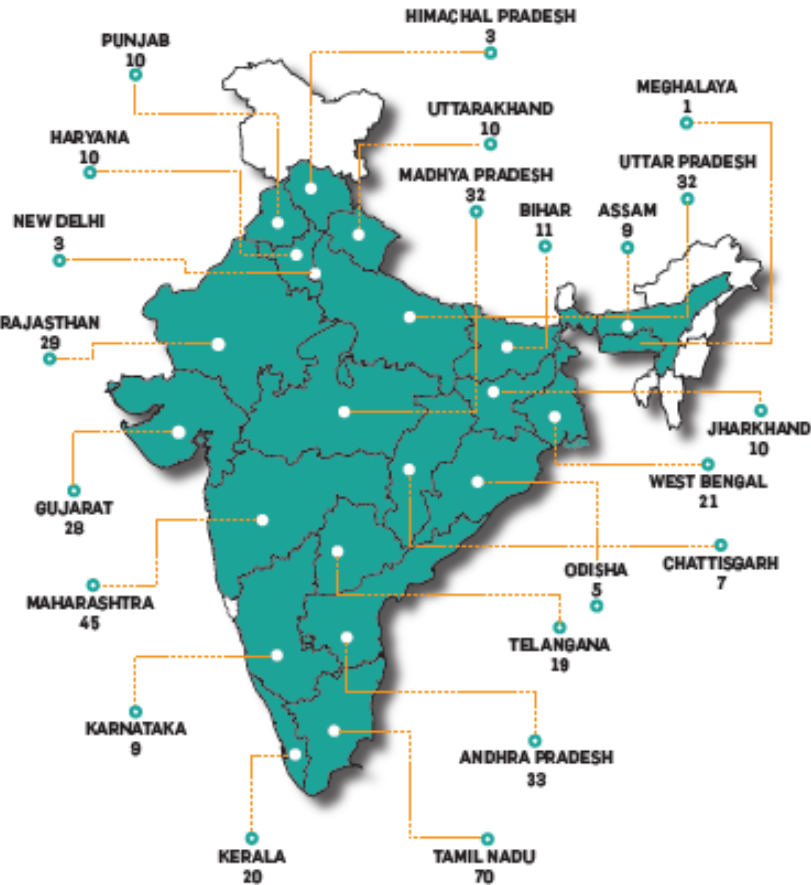 HIMACHAL PRADESH
3
PUNJAB
10
MEGHALAYA
1
UTTARAKHAND
10
HARYANA
10
UTTAR PRADESH
32
MADHYA PRADESH
32
BIHAR
11
ASSAM
9
NEW DELHI
3
RAJASTHAN
29
JHARKHAND
10
WEST BENGAL
21
GUJARAT
28
CHATTISGARH
7
ODISHA
5
MAHARASHTRA
45
TELANGANA
19
KARNATAKA
9
ANDHRA PRADESH
33
KERALA
20
TAMIL NADU
70